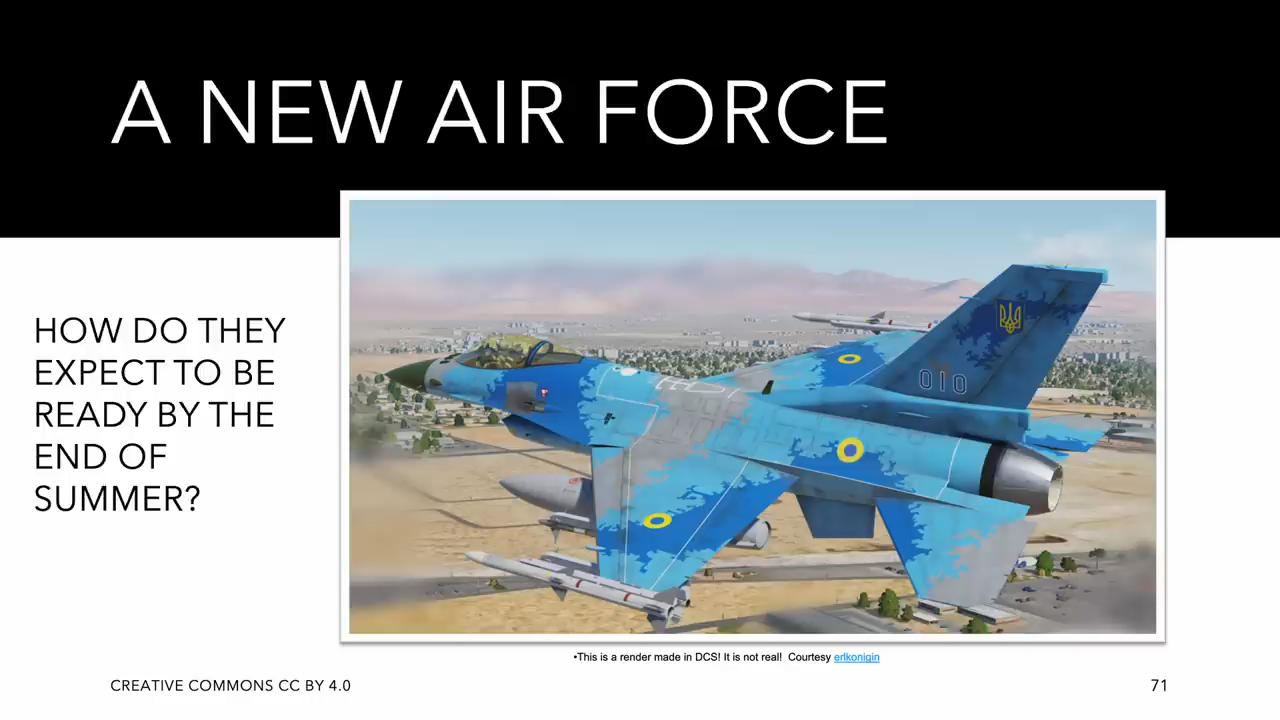 A NEW AIR FORCE
HOW DO THEY
EXPECT TO BE
READY BY THE
END OF
SUMMER?
010
•This is a render made in DCS! It is not real! Courtesy erlkonigin
CREATIVE COMMONS CC BY 4.0
71